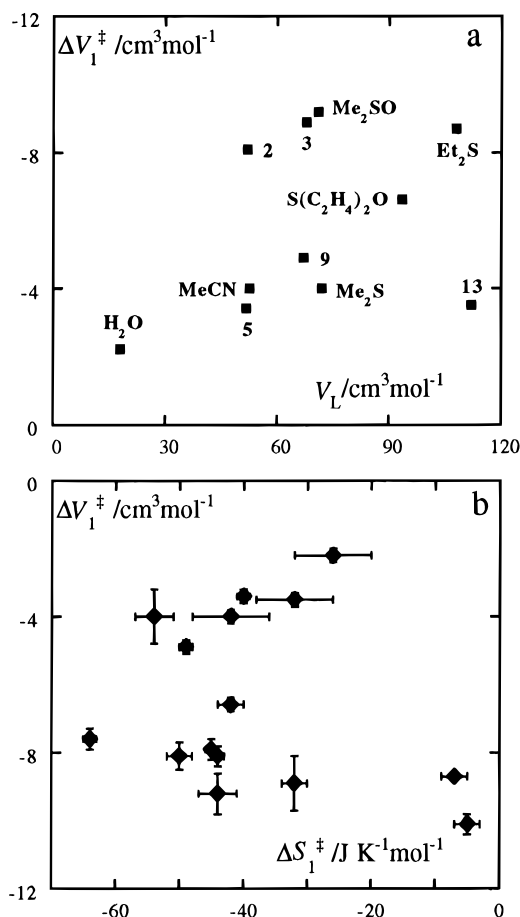 -12
ΔV₁‡ /cm³mol⁻¹
a
Me₂SO
3
2
Et₂S
-8
S(C₂H₄)₂O
9
MeCN
Me₂S
13
-4
5
H₂O
V_L/cm³mol⁻¹
0
0 30 60 90 120
0
ΔV₁‡ /cm³mol⁻¹
b
-4
-8
ΔS₁‡ /J K⁻¹mol⁻¹
-12
-60 -40 -20 0